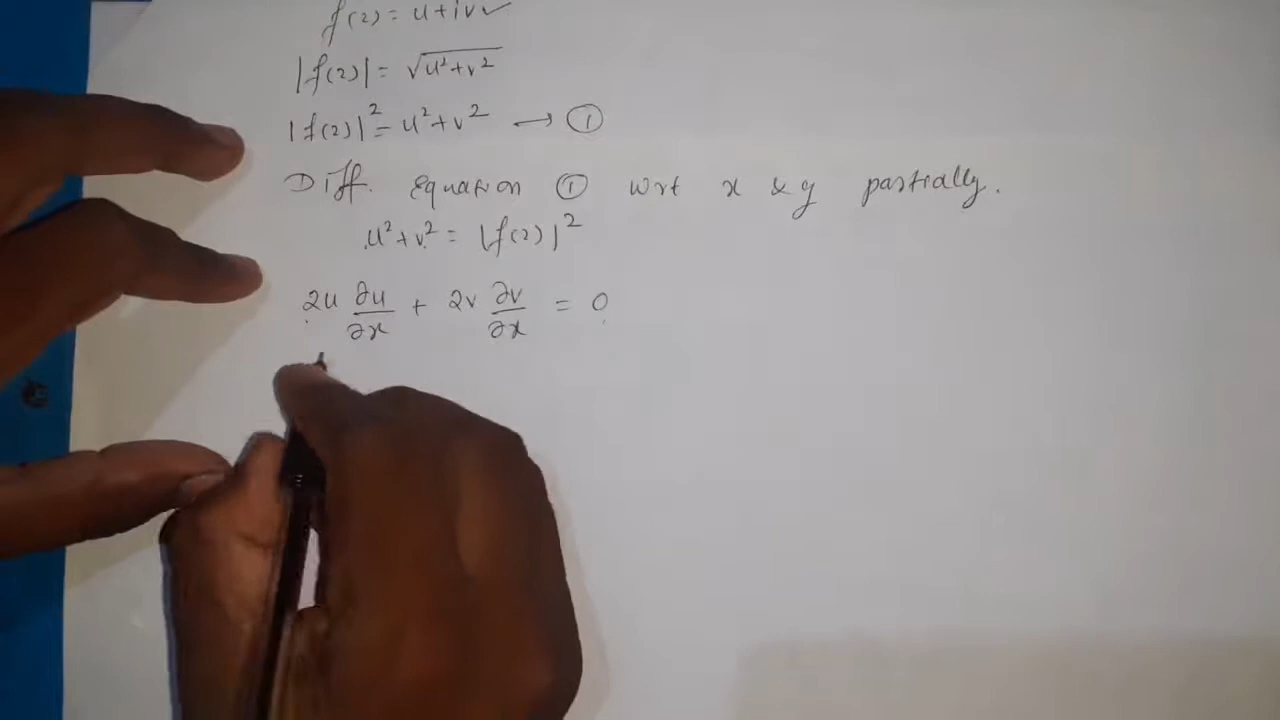 f(z) = u+iv✓
|f(z)| = √u²+v²
|f(z)|² = u²+v² → ①
Diff. Equation ① wrt x & y partially.
u²+v² = |f(z)|²
2u ∂u/∂x + 2v ∂v/∂x = 0